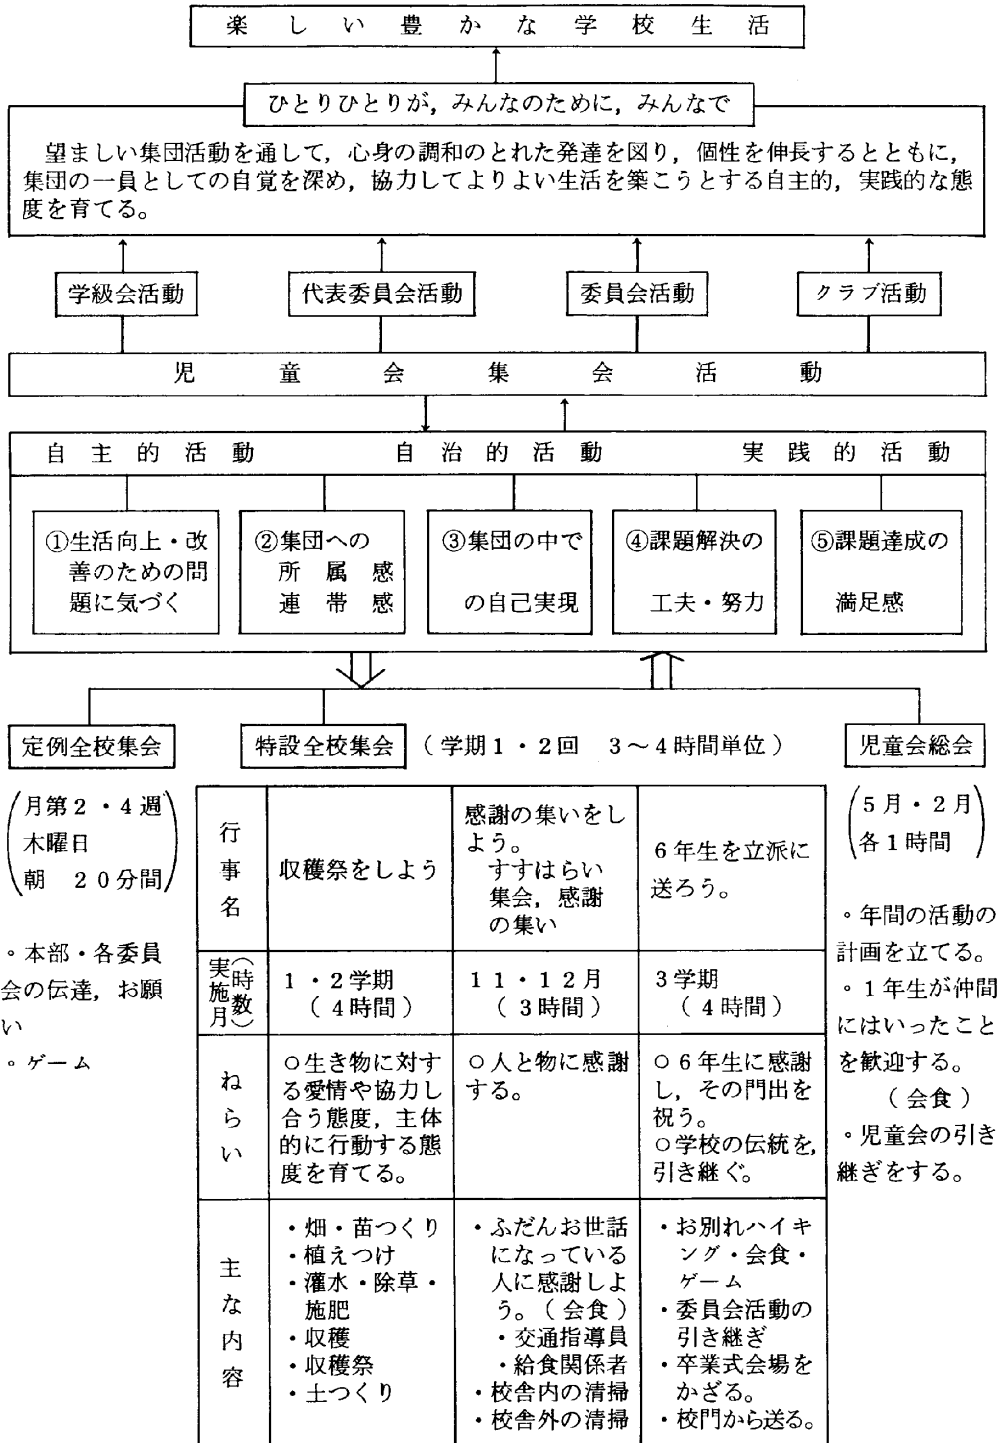 楽しい豊かな学校生活
ひとりひとりが，みんなのために，みんなで
望ましい集団活動を通して，心身の調和のとれた発達を図り，個性を伸長するとともに，
集団の一員としての自覚を深め，協力してよりよい生活を築こうとする自主的，実践的な態
度を育てる。
学級会活動
代表委員会活動
委員会活動
クラブ活動
児童会集会活動
自主的活動 自治的活動 実践的活動
①生活向上・改
善のための問
題に気づく
②集団への
所属感
連帯感
③集団の中で
の自己実現
④課題解決の
工夫・努力
⑤課題達成の
満足感
定例全校集会
特設全校集会 （学期1・2回 3～4時間単位）
児童会総会
（月第2・4週
木曜日
朝 20分間）
。本部・各委員
会の伝達，お願
い
。ゲーム
行事名
収穫祭をしよう
感謝の集いをし
よう。
すすはらい
集会，感謝
の集い
6年生を立派に
送ろう。
実施月（時数）
1・2学期
（4時間）
11・12月
（3時間）
3学期
（4時間）
ねらい
○生き物に対す
る愛情や協力し
合う態度，主体
的に行動する態
度を育てる。
○人と物に感謝
する。
○6年生に感謝
し，その門出を
祝う。
○学校の伝統を，
引き継ぐ。
主な内容
・畑・苗つくり
・植えつけ
・灌水・除草・
施肥
・収穫
・収穫祭
・土つくり
・ふだんお世話
になっている
人に感謝しよ
う。（会食）
・交通指導員
・給食関係者
・校舎内の清掃
・校舎外の清掃
・お別れハイキ
ング・会食・
ゲーム
・委員会活動の
引き継ぎ
・卒業式会場を
かざる。
・校門から送る。
（5月・2月
各1時間）
。年間の活動の
計画を立てる。
。1年生が仲間
にはいったこと
を歓迎する。
（会食）
。児童会の引き
継ぎをする。